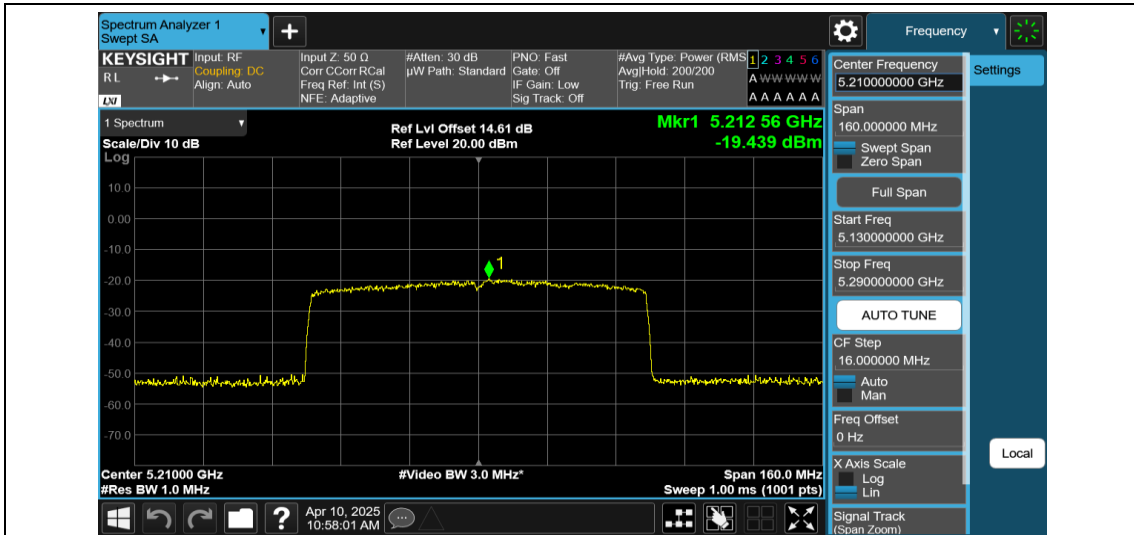 Spectrum Analyzer 1
Swept SA
Frequency
KEYSIGHT
RL
LXI
Input: RF
Coupling: DC
Align: Auto
Input Z: 50 Ω
Corr CCorr RCal
Freq Ref: Int (S)
NFE: Adaptive
#Atten: 30 dB
µW Path: Standard
PNO: Fast
Gate: Off
IF Gain: Low
Sig Track: Off
#Avg Type: Power (RMS
Avg|Hold: 200/200
Trig: Free Run
1 2 3 4 5 6
A W W W W W
A A A A A A
1 Spectrum
Scale/Div 10 dB
Ref Lvl Offset 14.61 dB
Ref Level 20.00 dBm
Mkr1 5.212 56 GHz
-19.439 dBm
Log
10.0
0.00
-10.0
-20.0
-30.0
-40.0
-50.0
-60.0
-70.0
1
Center 5.21000 GHz
#Res BW 1.0 MHz
#Video BW 3.0 MHz*
Span 160.0 MHz
Sweep 1.00 ms (1001 pts)
Settings
Center Frequency
5.210000000 GHz
Span
160.000000 MHz
Swept Span
Zero Span
Full Span
Start Freq
5.130000000 GHz
Stop Freq
5.290000000 GHz
AUTO TUNE
CF Step
16.000000 MHz
Auto
Man
Freq Offset
0 Hz
X Axis Scale
Log
Lin
Signal Track
(Span Zoom)
Local
?
Apr 10, 2025
10:58:01 AM